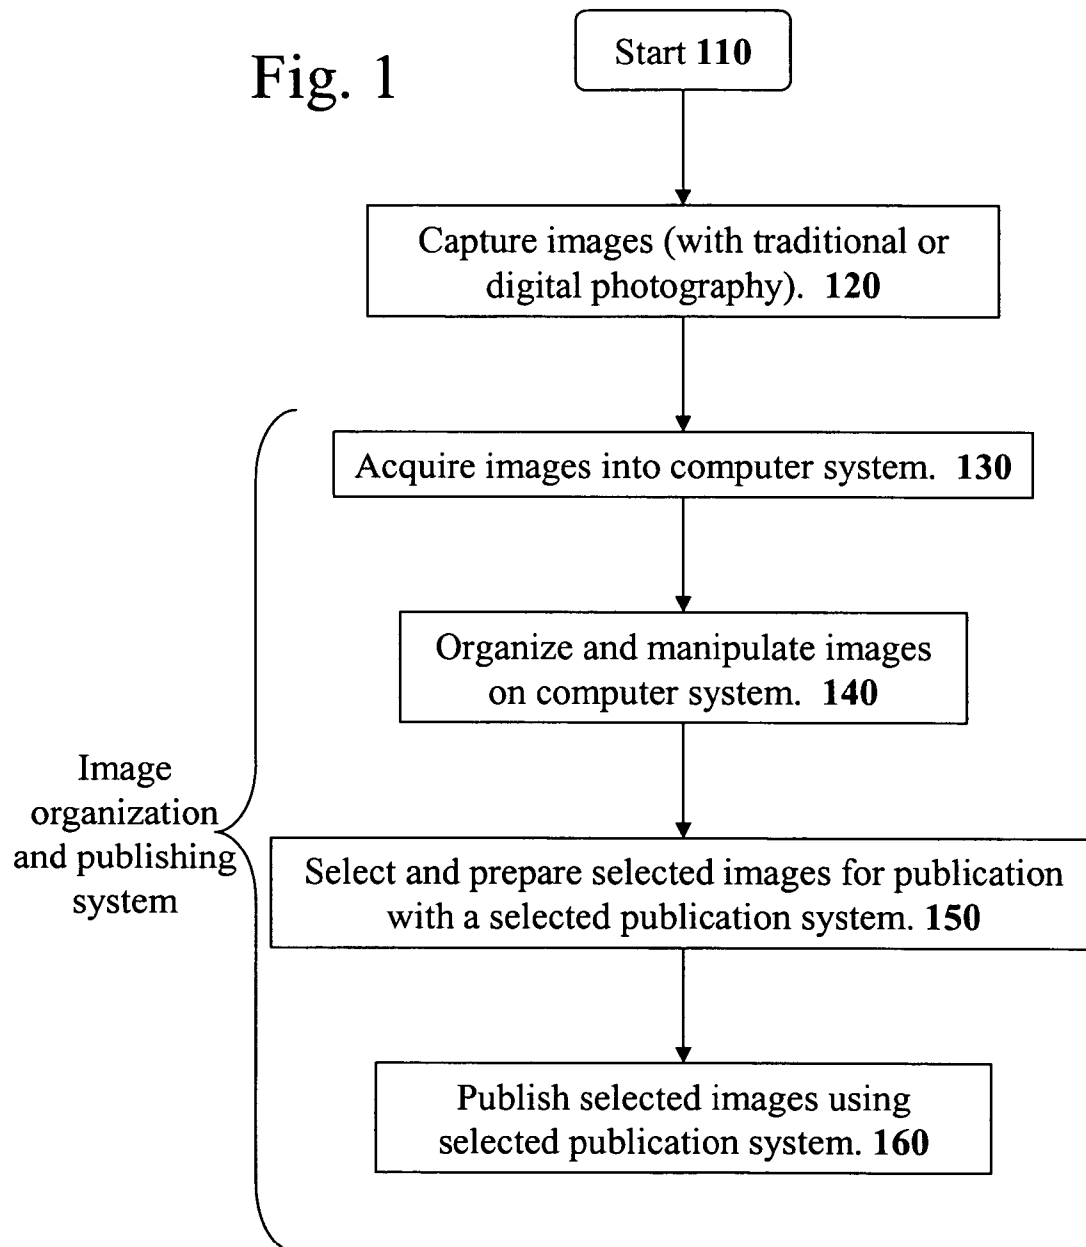 Fig. 1
Start 110
Capture images (with traditional or
digital photography). 120
Acquire images into computer system. 130
Organize and manipulate images
on computer system. 140
Image
organization
and publishing
system
Select and prepare selected images for publication
with a selected publication system. 150
Publish selected images using
selected publication system. 160